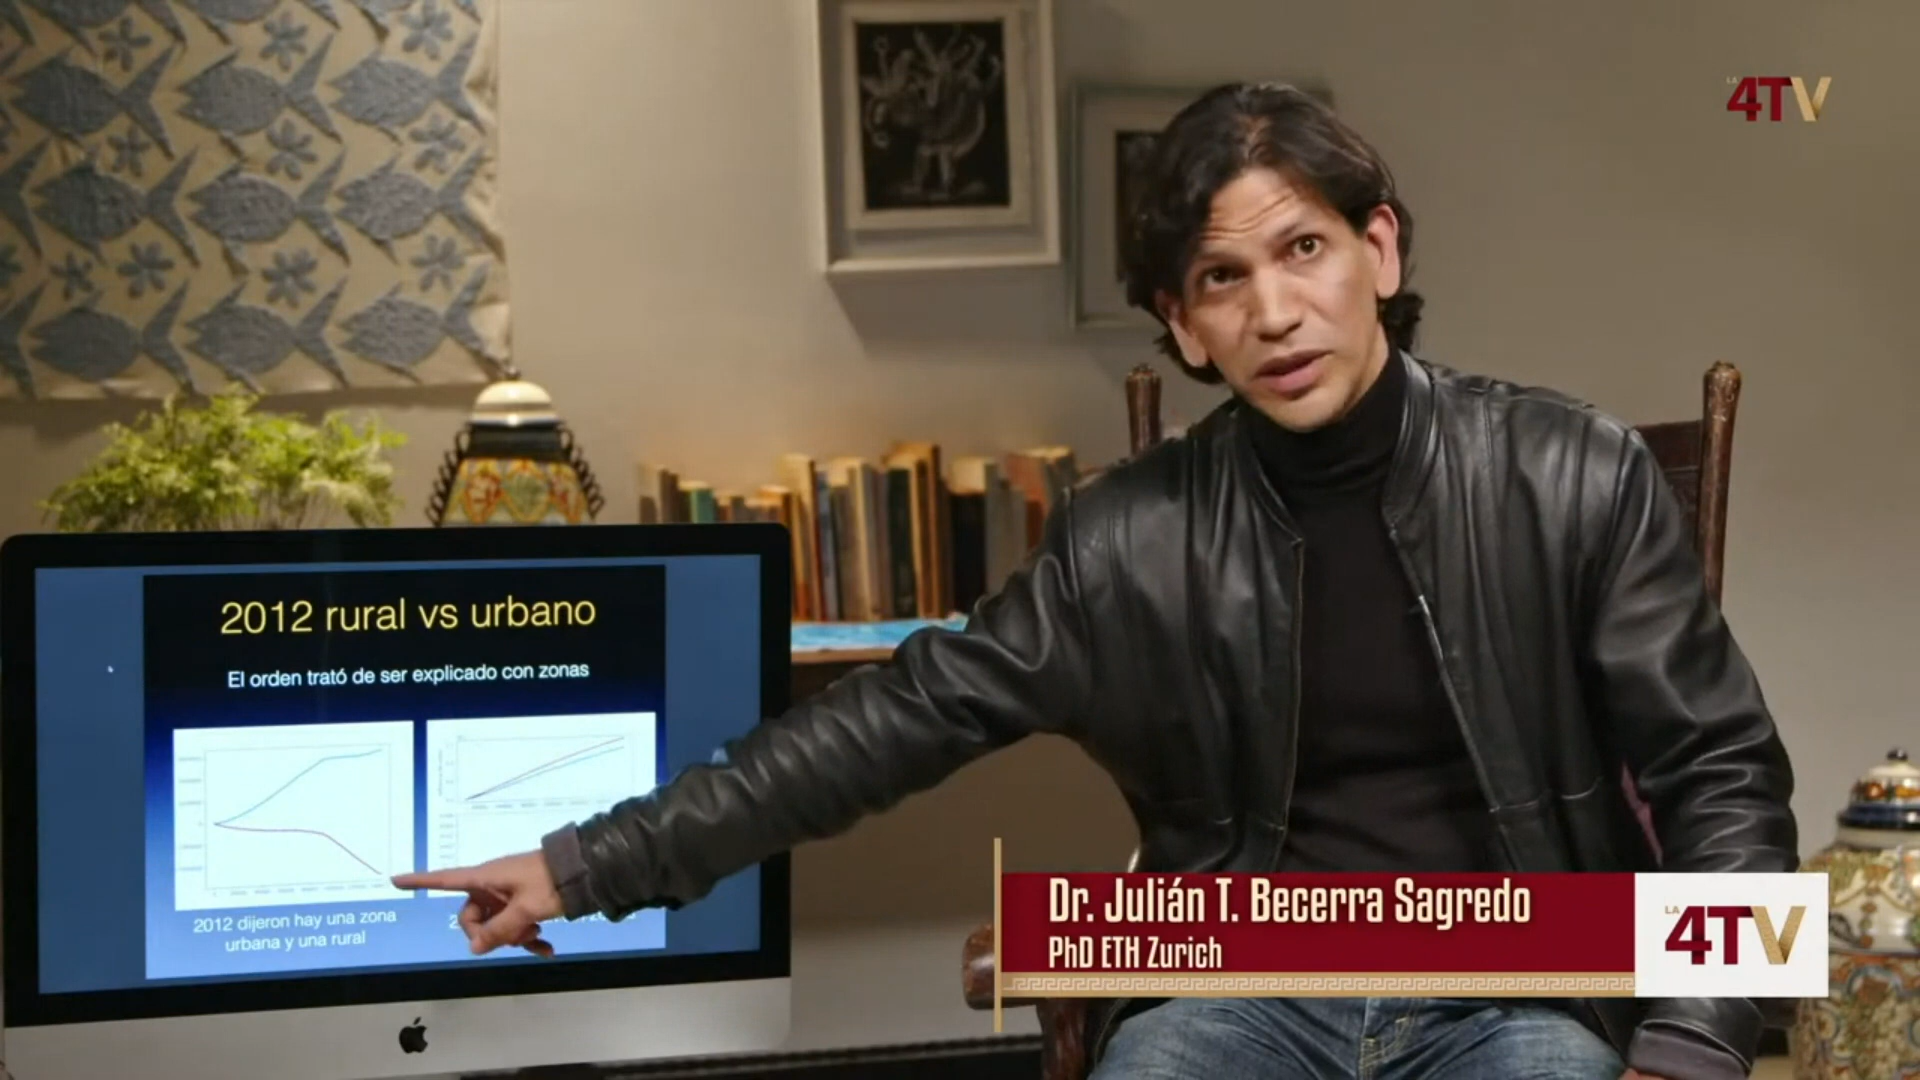 LA 4TV
2012 rural vs urbano
El orden trató de ser explicado con zonas
2012 dijeron hay una zona
urbana y una rural
Dr. Julián T. Becerra Sagredo
PhD ETH Zurich
LA 4TV